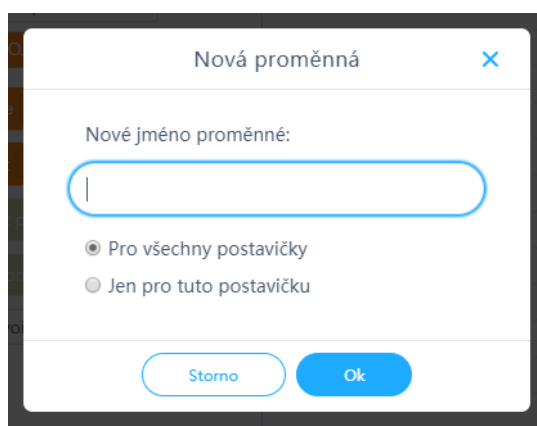 Nová proměnná
Nové jméno proměnné:
Pro všechny postavičky
Jen pro tuto postavičku
Storno Ok